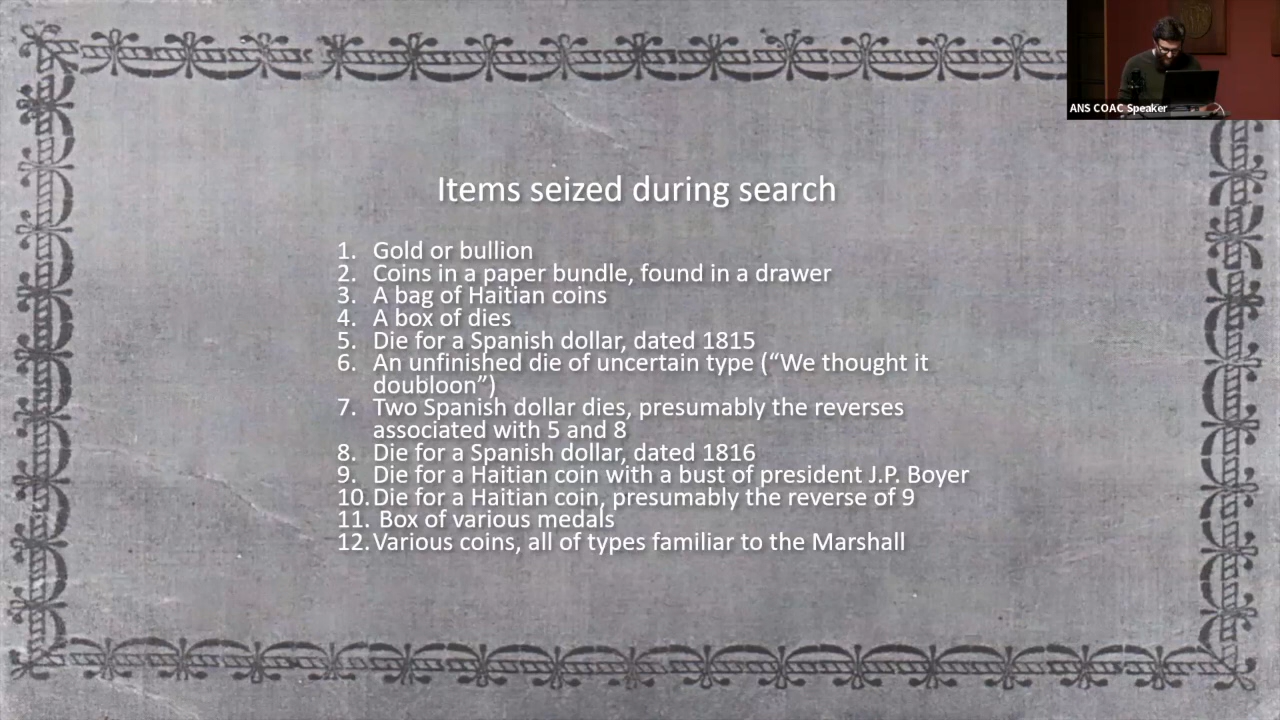 ANS COAC Speaker
Items seized during search
1. Gold or bullion
2. Coins in a paper bundle, found in a drawer
3. A bag of Haitian coins
4. A box of dies
5. Die for a Spanish dollar, dated 1815
6. An unfinished die of uncertain type (“We thought it
doubloon”)
7. Two Spanish dollar dies, presumably the reverses
associated with 5 and 8
8. Die for a Spanish dollar, dated 1816
9. Die for a Haitian coin with a bust of president J.P. Boyer
10. Die for a Haitian coin, presumably the reverse of 9
11. Box of various medals
12. Various coins, all of types familiar to the Marshall